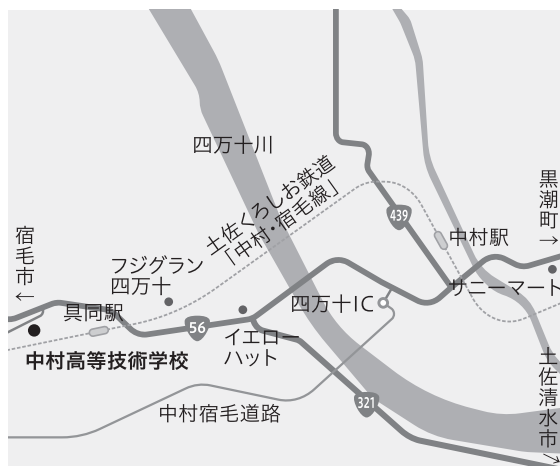 四万十川
土佐くろしお鉄道
「中村・宿毛線」
439
黒潮町→
中村駅
宿毛市←
フジグラン
四万十
サニーマート
四万十IC
具同駅
56
イエロー
ハット
中村高等技術学校
土佐清水市→
321
中村宿毛道路